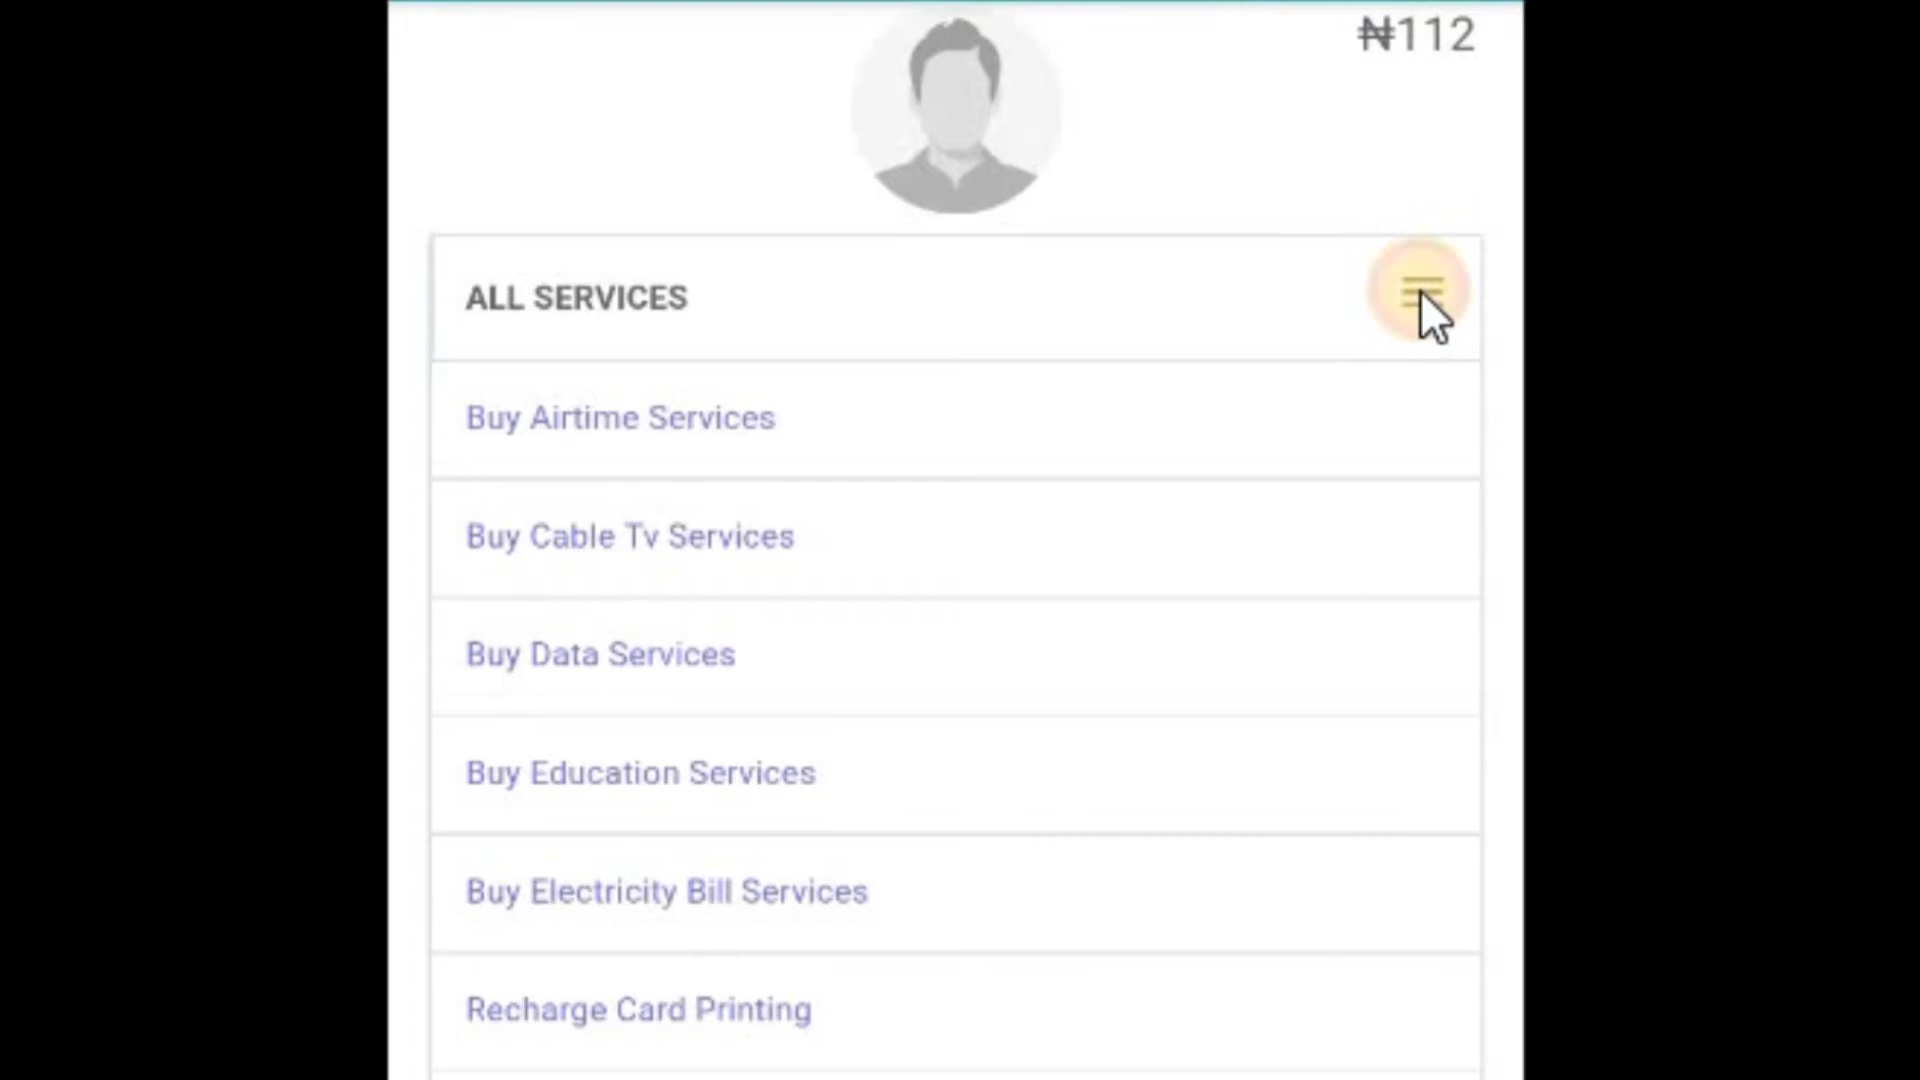 ₦112
ALL SERVICES
Buy Airtime Services
Buy Cable Tv Services
Buy Data Services
Buy Education Services
Buy Electricity Bill Services
Recharge Card Printing